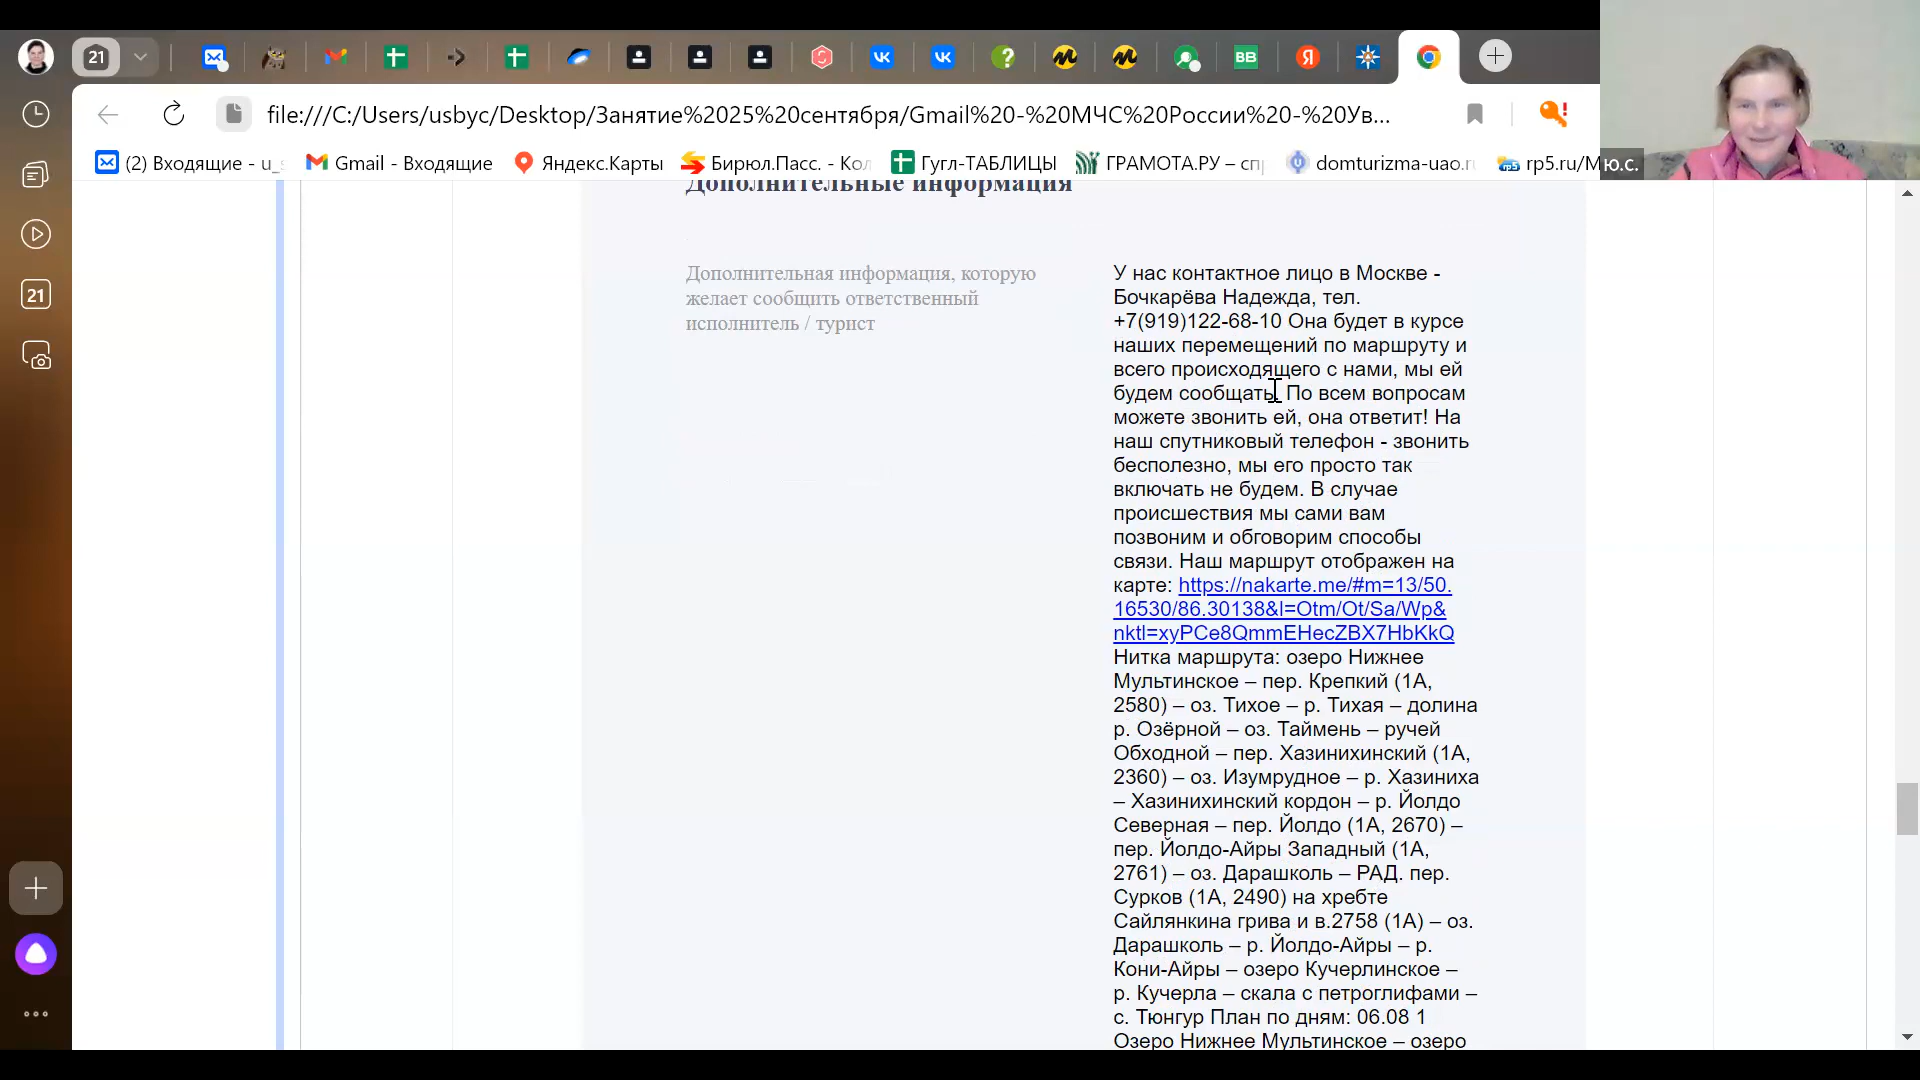 21
file:///C:/Users/usbyc/Desktop/Занятие%2025%20сентября/Gmail%20-%20МЧС%20России%20-%20Ув...
(2) Входящие - u_
Gmail - Входящие
Яндекс.Карты
Бирюл.Пасс. - Ко
Гугл-ТАБЛИЦЫ
ГРАМОТА.РУ – сп
domturizma-uao.r
rp5.ru/М
Ю.С.
21
Дополнительные информация
Дополнительная информация, которую
желает сообщить ответственный
исполнитель / турист
У нас контактное лицо в Москве -
Бочкарёва Надежда, тел.
+7(919)122-68-10 Она будет в курсе
наших перемещений по маршруту и
всего происходящего с нами, мы ей
будем сообщать. По всем вопросам
можете звонить ей, она ответит! На
наш спутниковый телефон - звонить
бесполезно, мы его просто так
включать не будем. В случае
происшествия мы сами вам
позвоним и обговорим способы
связи. Наш маршрут отображен на
карте: https://nakarte.me/#m=13/50.
16530/86.30138&l=Otm/Ot/Sa/Wp&
nktl=xyPCe8QmmEHecZBX7HbKkQ
Нитка маршрута: озеро Нижнее
Мультинское – пер. Крепкий (1А,
2580) – оз. Тихое – р. Тихая – долина
р. Озёрной – оз. Таймень – ручей
Обходной – пер. Хазинихинский (1А,
2360) – оз. Изумрудное – р. Хазиниха
– Хазинихинский кордон – р. Йолдо
Северная – пер. Йолдо (1А, 2670) –
пер. Йолдо-Айры Западный (1А,
2761) – оз. Дарашколь – РАД. пер.
Сурков (1А, 2490) на хребте
Сайлянкина грива и в.2758 (1А) – оз.
Дарашколь – р. Йолдо-Айры – р.
Кони-Айры – озеро Кучерлинское –
р. Кучерла – скала с петроглифами –
с. Тюнгур План по дням: 06.08 1
Озеро Нижнее Мультинское – озеро